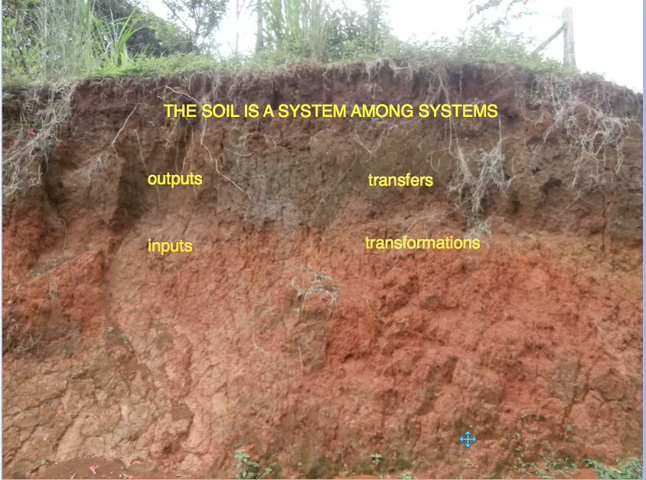 THE SOIL IS A SYSTEM AMONG SYSTEMS
outputs
transfers
inputs
transformations